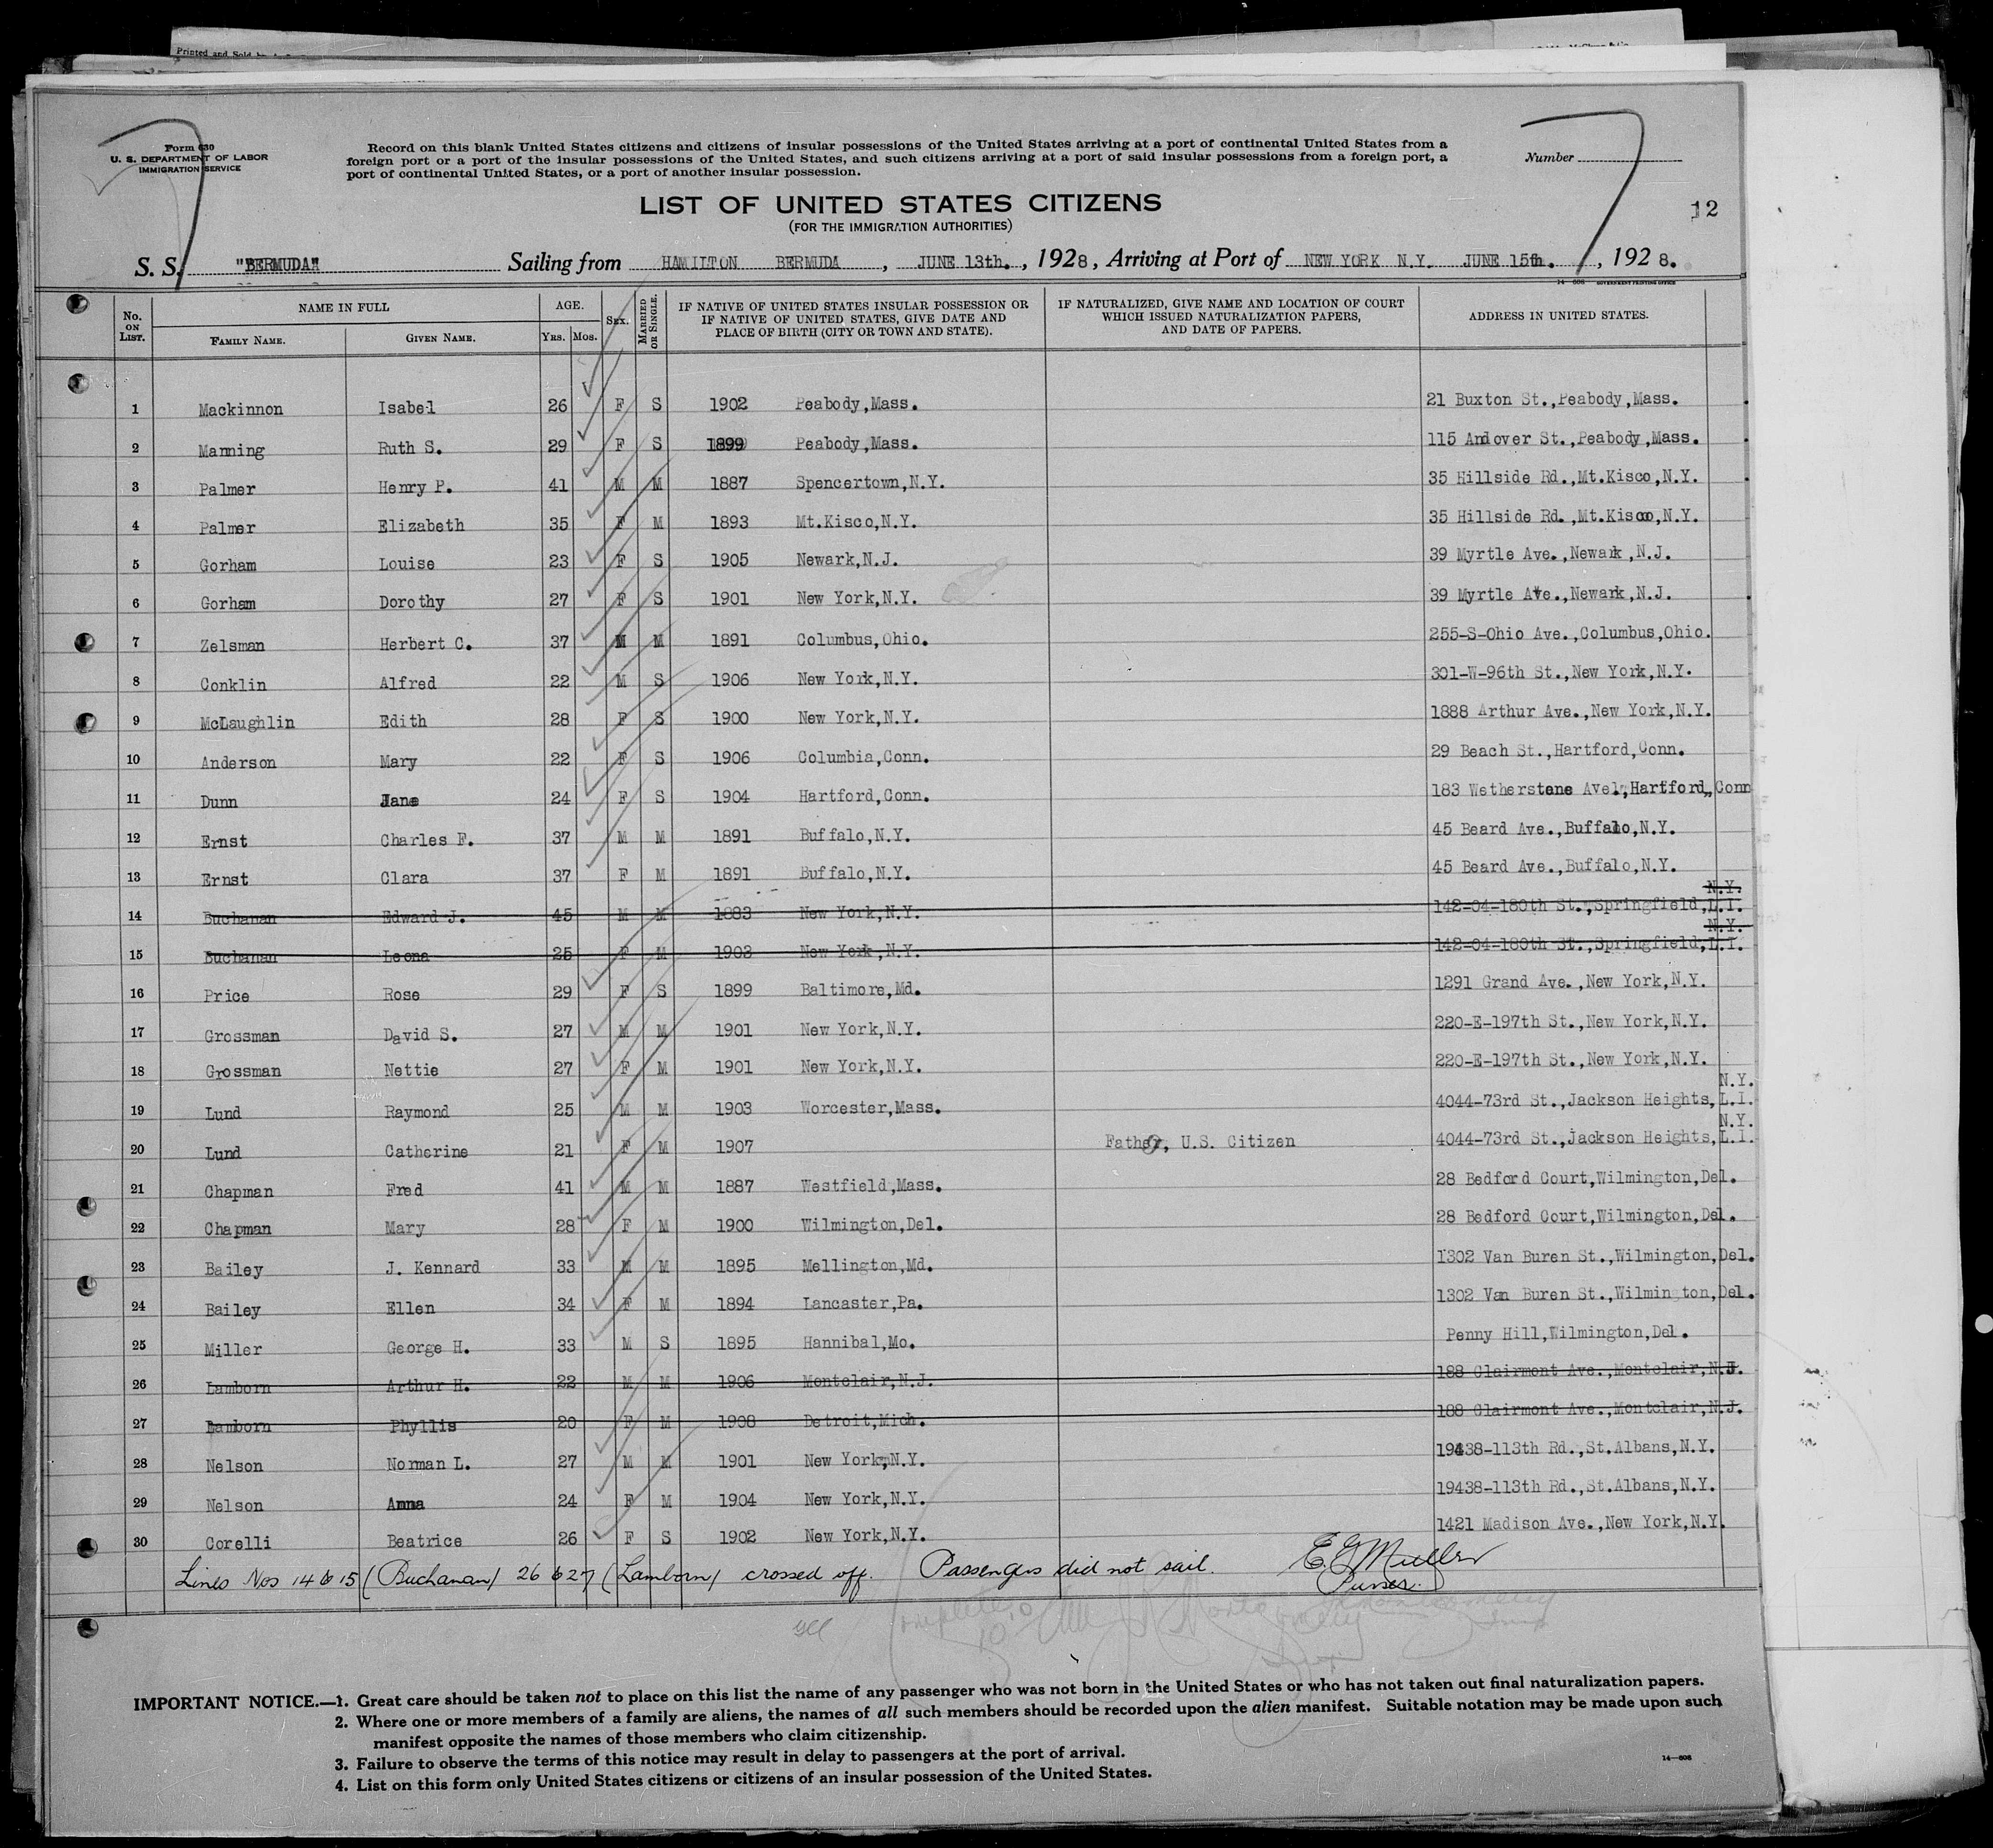 Printed and Sold by
Form 630
U. S. DEPARTMENT OF LABOR
IMMIGRATION SERVICE
Record on this blank United States citizens and citizens of insular possessions of the United States arriving at a port of continental United States from a
foreign port or a port of the insular possessions of the United States, and such citizens arriving at a port of said insular possessions from a foreign port, a
port of continental United States, or a port of another insular possession.
Number
LIST OF UNITED STATES CITIZENS
(FOR THE IMMIGRATION AUTHORITIES)
12
S. S. "BERMUDA" Sailing from HAMILTON BERMUDA , JUNE 13th. , 1928, Arriving at Port of NEW YORK N.Y. JUNE 15th. , 1928.
14—608 GOVERNMENT PRINTING OFFICE
No. ON LIST. NAME IN FULL FAMILY NAME. GIVEN NAME. AGE. YRS. MOS. SEX. MARRIED OR SINGLE. IF NATIVE OF UNITED STATES INSULAR POSSESSION OR IF NATIVE OF UNITED STATES, GIVE DATE AND PLACE OF BIRTH (CITY OR TOWN AND STATE). IF NATURALIZED, GIVE NAME AND LOCATION OF COURT WHICH ISSUED NATURALIZATION PAPERS, AND DATE OF PAPERS. ADDRESS IN UNITED STATES.
1 Mackinnon Isabel 26 F S 1902 Peabody,Mass. 21 Buxton St.,Peabody,Mass.
2 Manning Ruth S. 29 F S 1899 Peabody,Mass. 115 Andover St.,Peabody,Mass.
3 Palmer Henry P. 41 M M 1887 Spencertown,N.Y. 35 Hillside Rd.,Mt.Kisco,N.Y.
4 Palmer Elizabeth 35 F M 1893 Mt.Kisco,N.Y. 35 Hillside Rd.,Mt.Kisco,N.Y.
5 Gorham Louise 23 F S 1905 Newark,N.J. 39 Myrtle Ave.,Newark,N.J.
6 Gorham Dorothy 27 F S 1901 New York,N.Y. 39 Myrtle Ave.,Newark,N.J.
7 Zelsman Herbert C. 37 M M 1891 Columbus,Ohio. 255-S-Ohio Ave.,Columbus,Ohio.
8 Conklin Alfred 22 M S 1906 New York,N.Y. 301-W-96th St.,New York,N.Y.
9 McLaughlin Edith 28 F S 1900 New York,N.Y. 1888 Arthur Ave.,New York,N.Y.
10 Anderson Mary 22 F S 1906 Columbia,Conn. 29 Beach St.,Hartford,Conn.
11 Dunn Jane 24 F S 1904 Hartford,Conn. 183 Wetherstene Ave.,Hartford,Conn
12 Ernst Charles F. 37 M M 1891 Buffalo,N.Y. 45 Beard Ave.,Buffalo,N.Y.
13 Ernst Clara 37 F M 1891 Buffalo,N.Y. 45 Beard Ave.,Buffalo,N.Y.
14 Buchanan Edward J. 45 M M 1883 New York,N.Y. 142-04-180th St.,Springfield,L.I. N.Y.
15 Buchanan Leona 25 F M 1903 New York,N.Y. 142-04-180th St.,Springfield,L.I. N.Y.
16 Price Rose 29 F S 1899 Baltimore,Md. 1291 Grand Ave.,New York,N.Y.
17 Grossman David S. 27 M M 1901 New York,N.Y. 220-E-197th St.,New York,N.Y.
18 Grossman Nettie 27 F M 1901 New York,N.Y. 220-E-197th St.,New York,N.Y.
19 Lund Raymond 25 M M 1903 Worcester,Mass. 4044-73rd St.,Jackson Heights,L.I. N.Y.
20 Lund Catherine 21 F M 1907 Father, U.S. Citizen 4044-73rd St.,Jackson Heights,L.I. N.Y.
21 Chapman Fred 41 M M 1887 Westfield,Mass. 28 Bedford Court,Wilmington,Del.
22 Chapman Mary 28 F M 1900 Wilmington,Del. 28 Bedford Court,Wilmington,Del.
23 Bailey J. Kennard 33 M M 1895 Mellington,Md. 1302 Van Buren St.,Wilmington,Del.
24 Bailey Ellen 34 F M 1894 Lancaster,Pa. 1302 Van Buren St.,Wilmington,Del.
25 Miller George H. 33 M S 1895 Hannibal,Mo. Penny Hill,Wilmington,Del.
26 Lamborn Arthur H. 22 M M 1906 Montclair,N.J. 188 Clairmont Ave.,Montclair,N.J.
27 Lamborn Phyllis 20 F M 1908 Detroit,Mich. 188 Clairmont Ave.,Montclair,N.J.
28 Nelson Norman L. 27 M M 1901 New York,N.Y. 19438-113th Rd.,St.Albans,N.Y.
29 Nelson Anna 24 F M 1904 New York,N.Y. 19438-113th Rd.,St.Albans,N.Y.
30 Corelli Beatrice 26 F S 1902 New York,N.Y. 1421 Madison Ave.,New York,N.Y.
Lines Nos 14 & 15 (Buchanan) 26 & 27 (Lamborn) crossed off. Passengers did not sail. E.G. Muller
Purser.
IMPORTANT NOTICE.—1. Great care should be taken not to place on this list the name of any passenger who was not born in the United States or who has not taken out final naturalization papers.
2. Where one or more members of a family are aliens, the names of all such members should be recorded upon the alien manifest. Suitable notation may be made upon such
manifest opposite the names of those members who claim citizenship.
3. Failure to observe the terms of this notice may result in delay to passengers at the port of arrival.
4. List on this form only United States citizens or citizens of an insular possession of the United States.
14—608